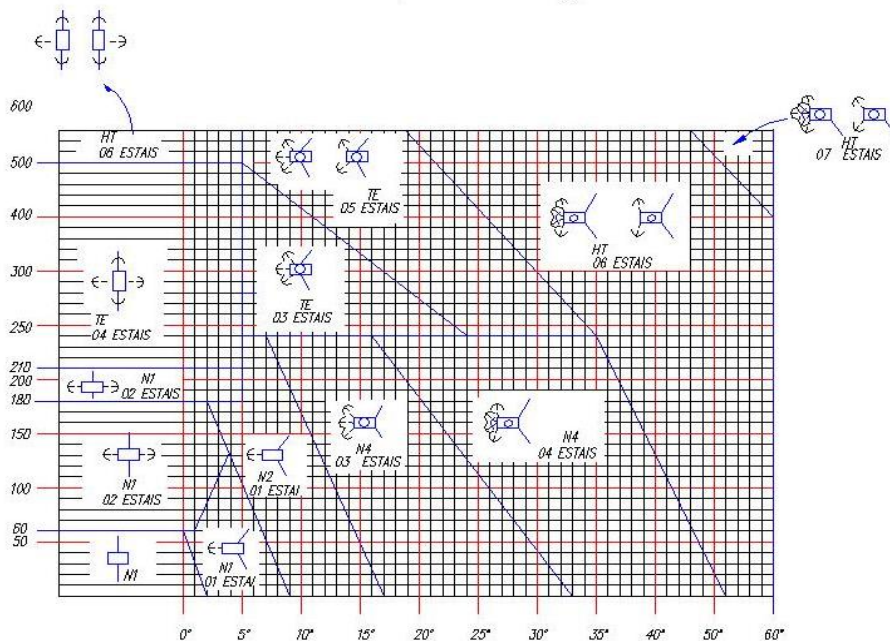 600
HT
06 ESTAIS
500
TE
05 ESTAIS
HT
07 ESTAIS
400
HT
06 ESTAIS
300
TE
04 ESTAIS
TE
03 ESTAIS
250
210
200
180
N1
02 ESTAIS
150
N1
02 ESTAIS
N2
01 ESTAI
N4
03 ESTAIS
N4
04 ESTAIS
100
60
50
N1
N1
01 ESTAI
0° 5° 10° 15° 20° 25° 30° 35° 40° 45° 50° 55° 60°